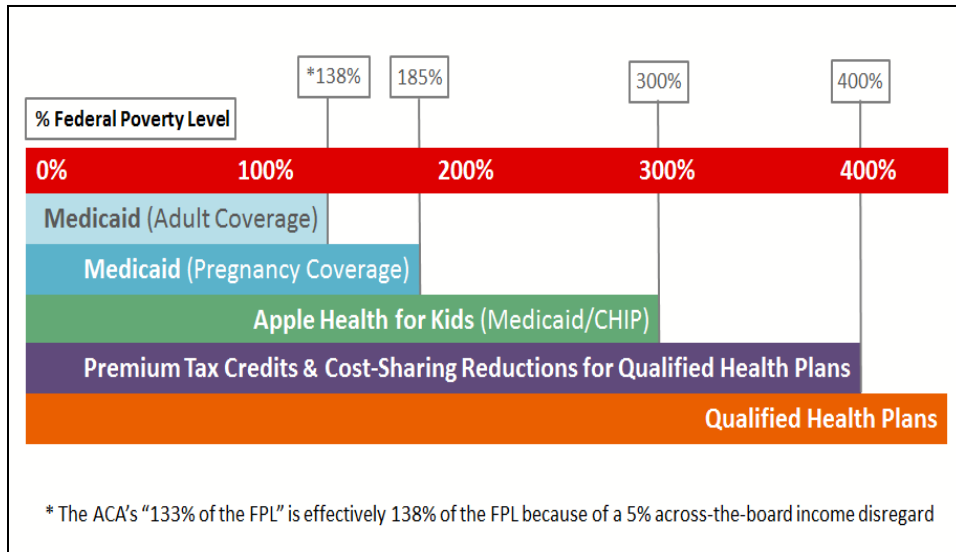 *138%
185%
300%
400%
% Federal Poverty Level
0% 100% 200% 300% 400%
Medicaid (Adult Coverage)
Medicaid (Pregnancy Coverage)
Apple Health for Kids (Medicaid/CHIP)
Premium Tax Credits & Cost-Sharing Reductions for Qualified Health Plans
Qualified Health Plans
* The ACA's “133% of the FPL” is effectively 138% of the FPL because of a 5% across-the-board income disregard